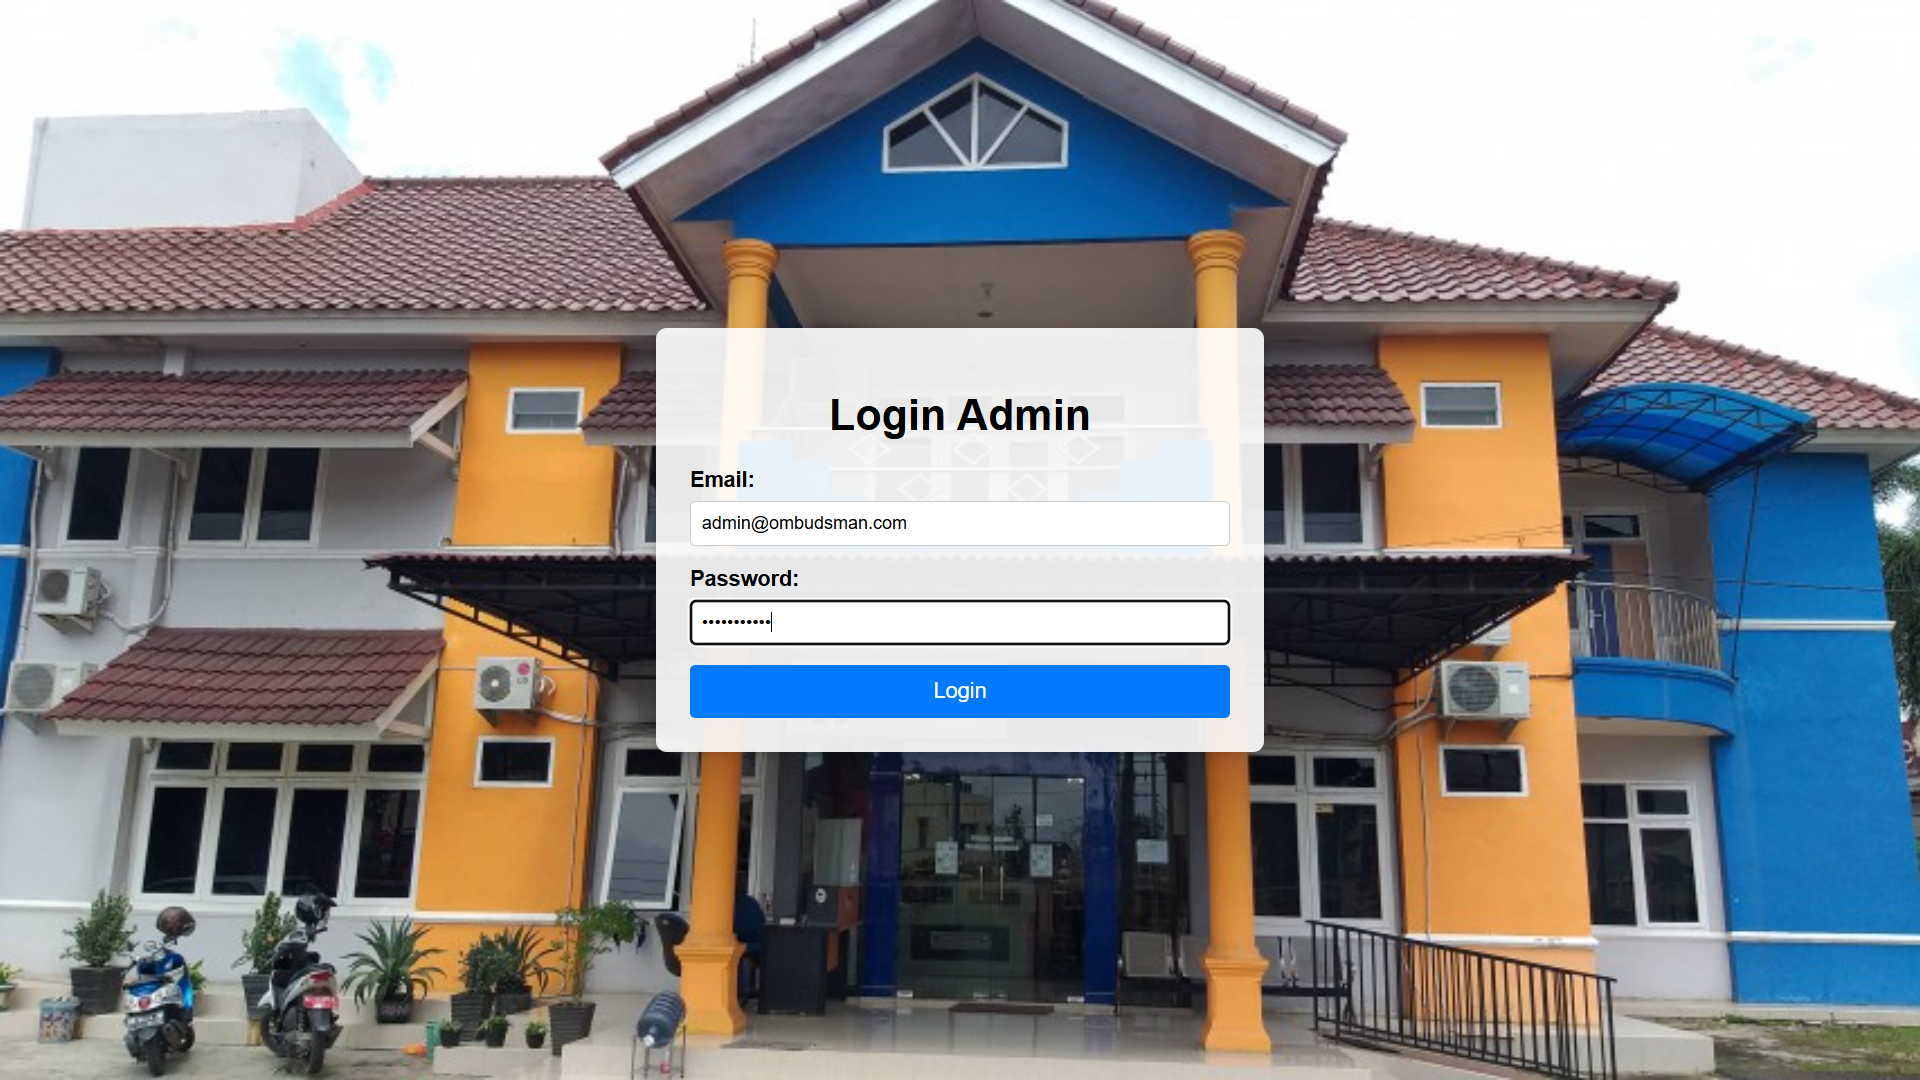 Login Admin
Email:
admin@ombudsman.com
Password:
•••••••••••
Login